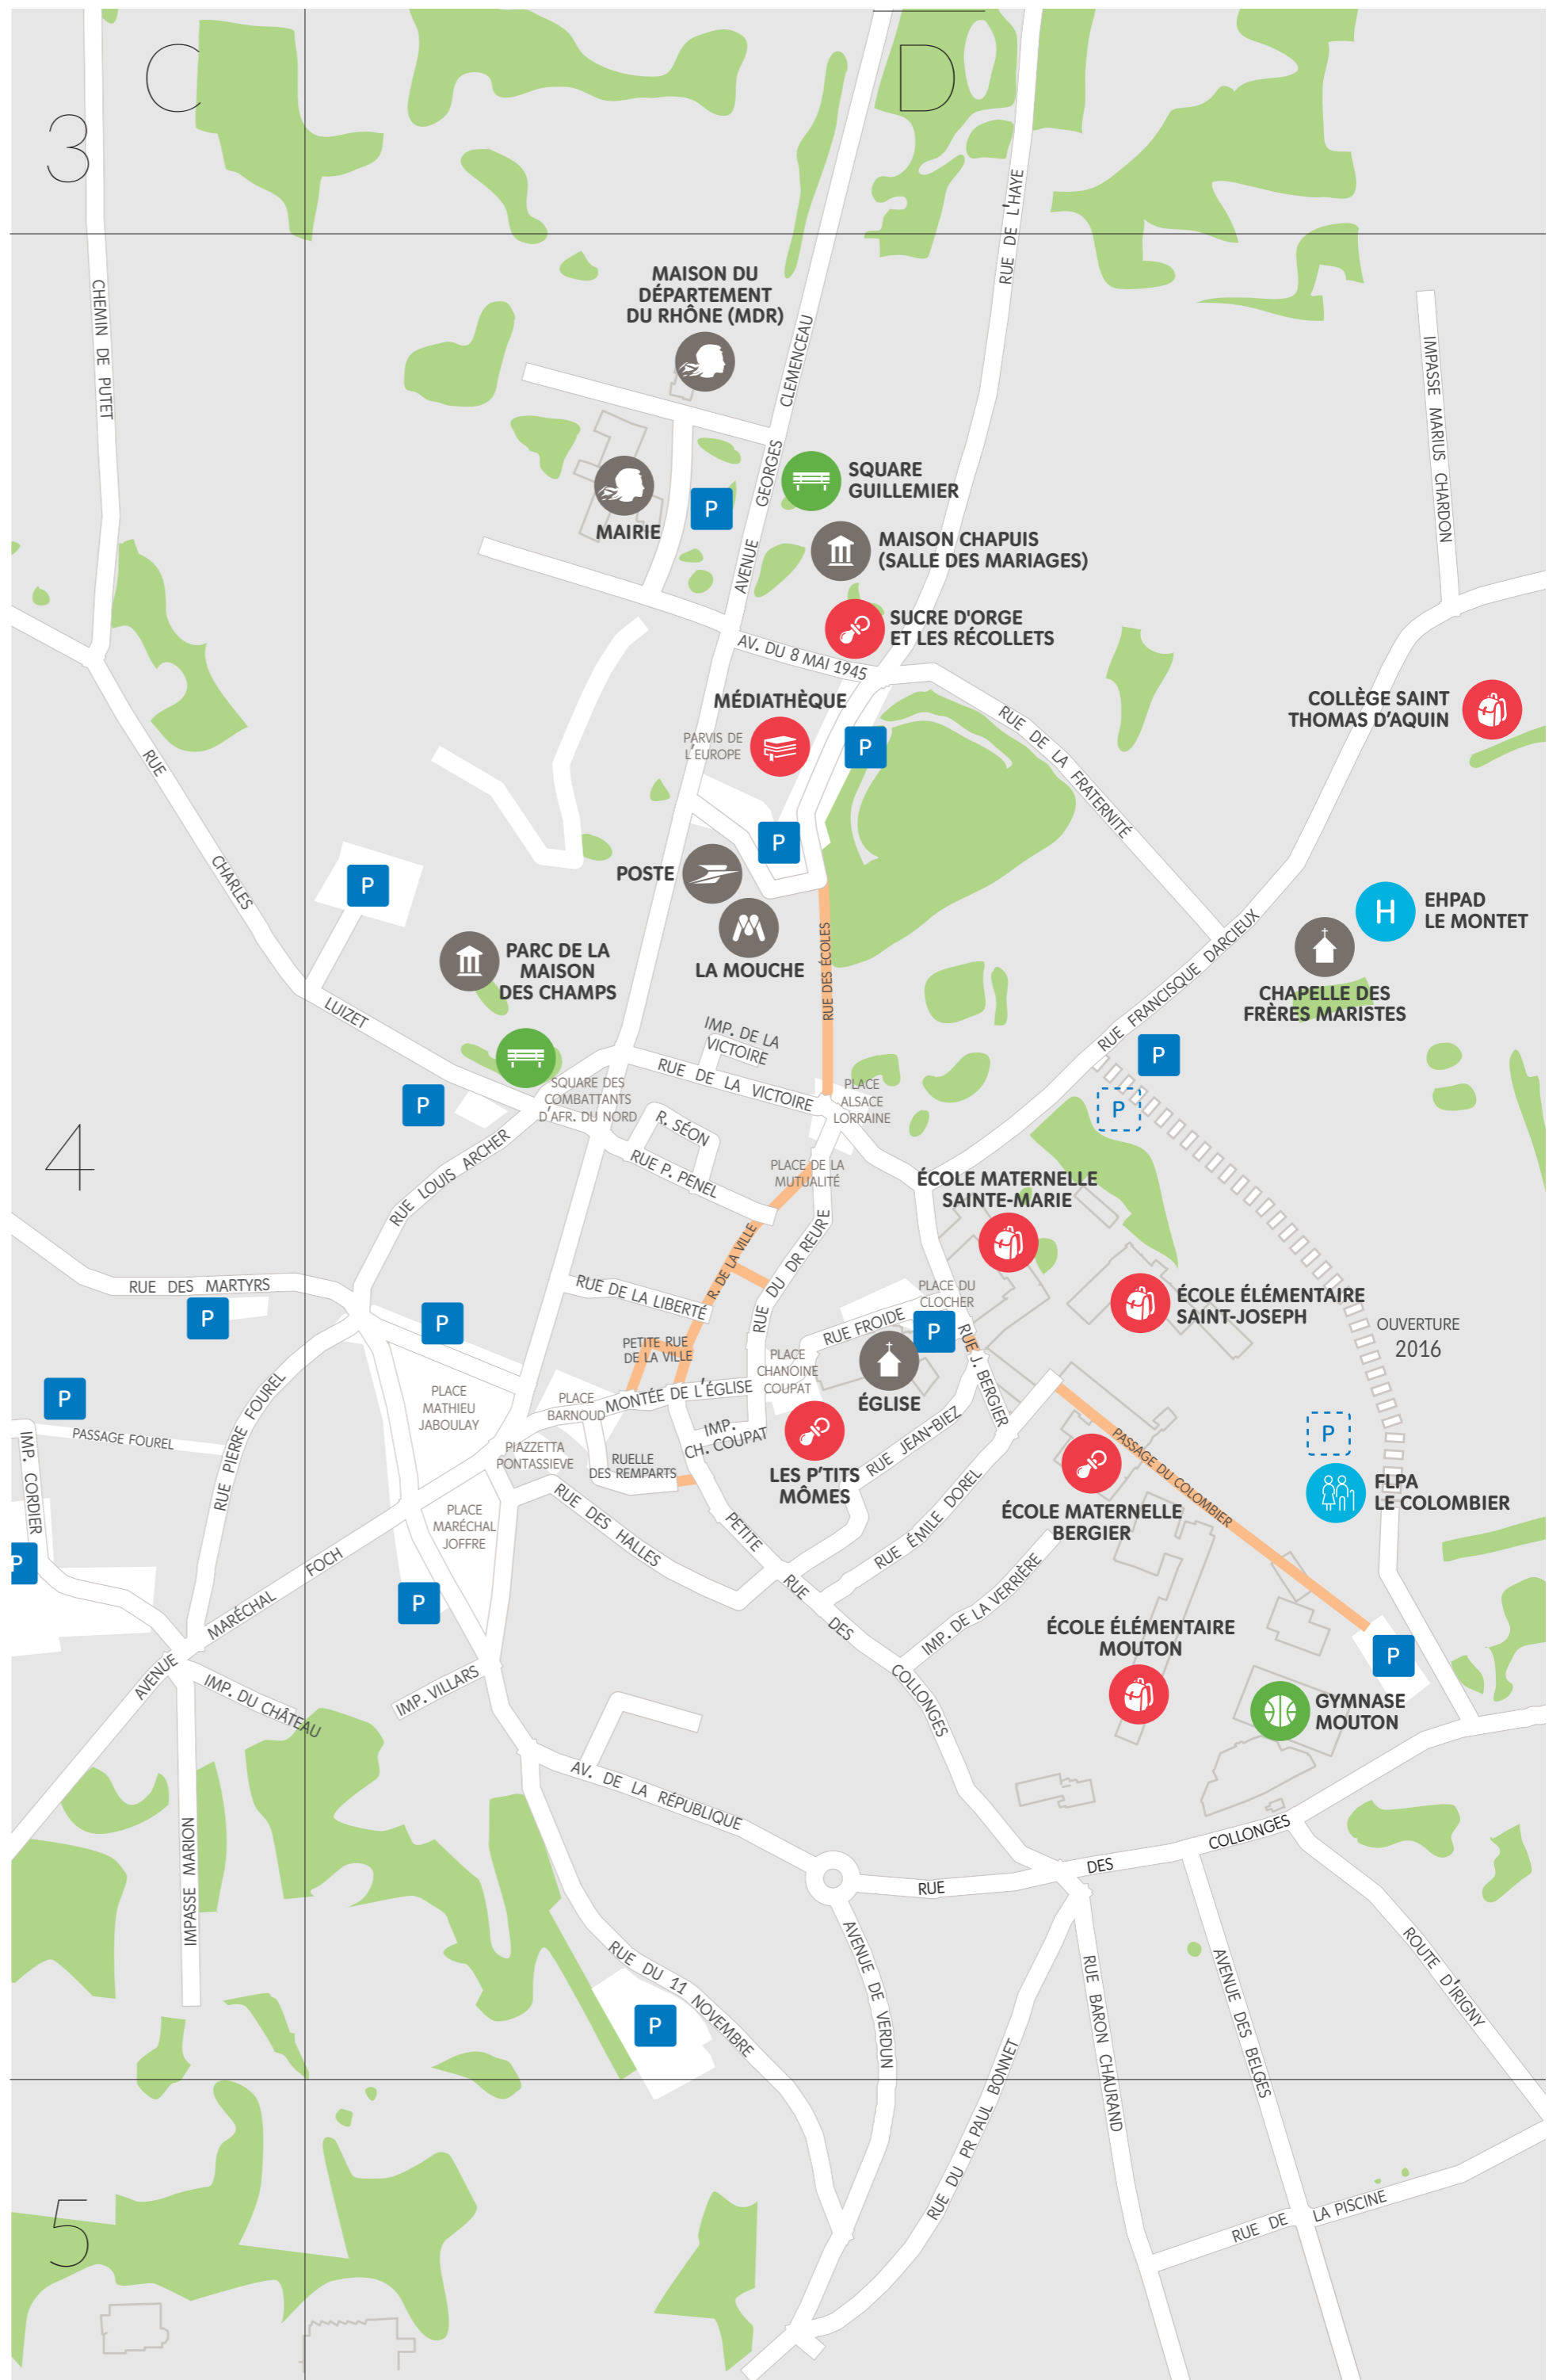 C
D
3
RUE DE L'HAYE
CHEMIN DE PUTET
MAISON DU
DÉPARTEMENT
DU RHÔNE (MDR)
AVENUE GEORGES CLEMENCEAU
IMPASSE MARIUS CHARDON
SQUARE
GUILLEMIER
P
MAIRIE
MAISON CHAPUIS
(SALLE DES MARIAGES)
SUCRE D'ORGE
ET LES RÉCOLLETS
AV. DU 8 MAI 1945
MÉDIATHÈQUE
PARVIS DE
L'EUROPE
P
RUE DE LA FRATERNITÉ
COLLÈGE SAINT
THOMAS D'AQUIN
RUE CHARLES LUIZET
P
P
POSTE
LA MOUCHE
RUE DES ÉCOLES
H
EHPAD
LE MONTET
CHAPELLE DES
FRÈRES MARISTES
PARC DE LA
MAISON
DES CHAMPS
RUE FRANCISQUE DARCIEUX
P
P
IMP. DE LA
VICTOIRE
RUE DE LA VICTOIRE
SQUARE DES
COMBATTANTS
D'AFR. DU NORD
P
PLACE
ALSACE
LORRAINE
4
RUE LOUIS ARCHER
R. SÉON
RUE P. PENEL
PLACE DE LA
MUTUALITÉ
ÉCOLE MATERNELLE
SAINTE-MARIE
R. DE LA VILLE
RUE DU DR REURE
RUE DES MARTYRS
P
P
RUE DE LA LIBERTÉ
PLACE DU
CLOCHER
P
RUE FROIDE
ÉCOLE ÉLÉMENTAIRE
SAINT-JOSEPH
OUVERTURE
2016
PETITE RUE
DE LA VILLE
PLACE
CHANOINE
COUPAT
ÉGLISE
RUE J. BERGIER
P
PASSAGE FOUREL
IMP. CORDIER
RUE PIERRE FOUREL
PLACE
MATHIEU
JABOULAY
PLACE
BARNOUD
MONTÉE DE L'ÉGLISE
PIAZZETTA
PONTASSIEVE
RUELLE
DES REMPARTS
IMP.
CH. COUPAT
LES P'TITS
MÔMES
RUE JEAN-BIEZ
RUE ÉMILE DOREL
ÉCOLE MATERNELLE
BERGIER
PASSAGE DU COLOMBIER
P
FLPA
LE COLOMBIER
PLACE
MARÉCHAL
JOFFRE
RUE DES HALLES
P
P
AVENUE MARÉCHAL FOCH
PETITE RUE DES COLLONGES
IMP. DE LA VERRIÈRE
ÉCOLE ÉLÉMENTAIRE
MOUTON
P
GYMNASE
MOUTON
IMP. DU CHÂTEAU
IMP. VILLARS
IMPASSE MARION
AV. DE LA RÉPUBLIQUE
RUE DES COLLONGES
RUE DU 11 NOVEMBRE
P
AVENUE DE VERDUN
RUE DU PR PAUL BONNET
RUE BARON CHAURAND
AVENUE DES BELGES
ROUTE D'IRIGNY
5
RUE DE LA PISCINE